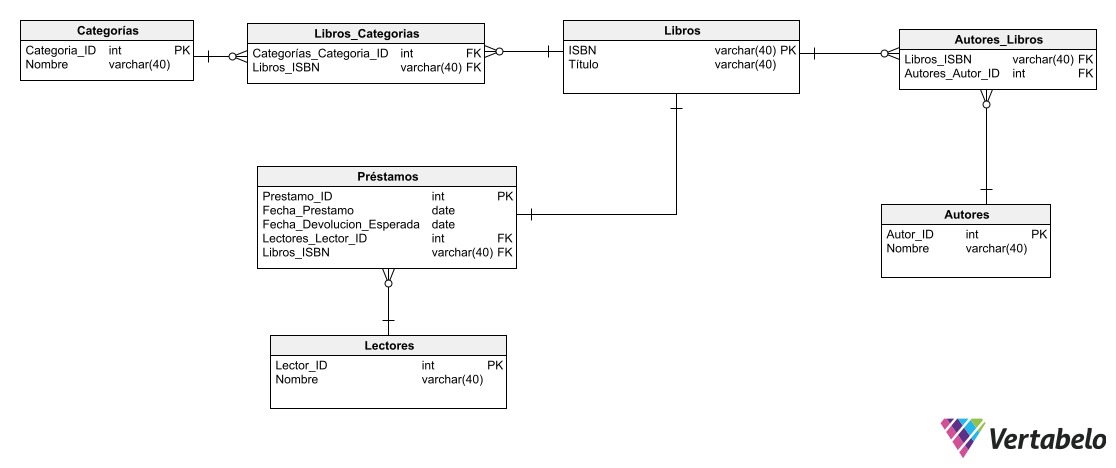 Categorías
Categoria_ID int PK
Nombre varchar(40)
Libros_Categorias
Categorías_Categoria_ID int FK
Libros_ISBN varchar(40) FK
Libros
ISBN varchar(40) PK
Título varchar(40)
Autores_Libros
Libros_ISBN varchar(40) FK
Autores_Autor_ID int FK
Préstamos
Prestamo_ID int PK
Fecha_Prestamo date
Fecha_Devolucion_Esperada date
Lectores_Lector_ID int FK
Libros_ISBN varchar(40) FK
Autores
Autor_ID int PK
Nombre varchar(40)
Lectores
Lector_ID int PK
Nombre varchar(40)
Vertabelo